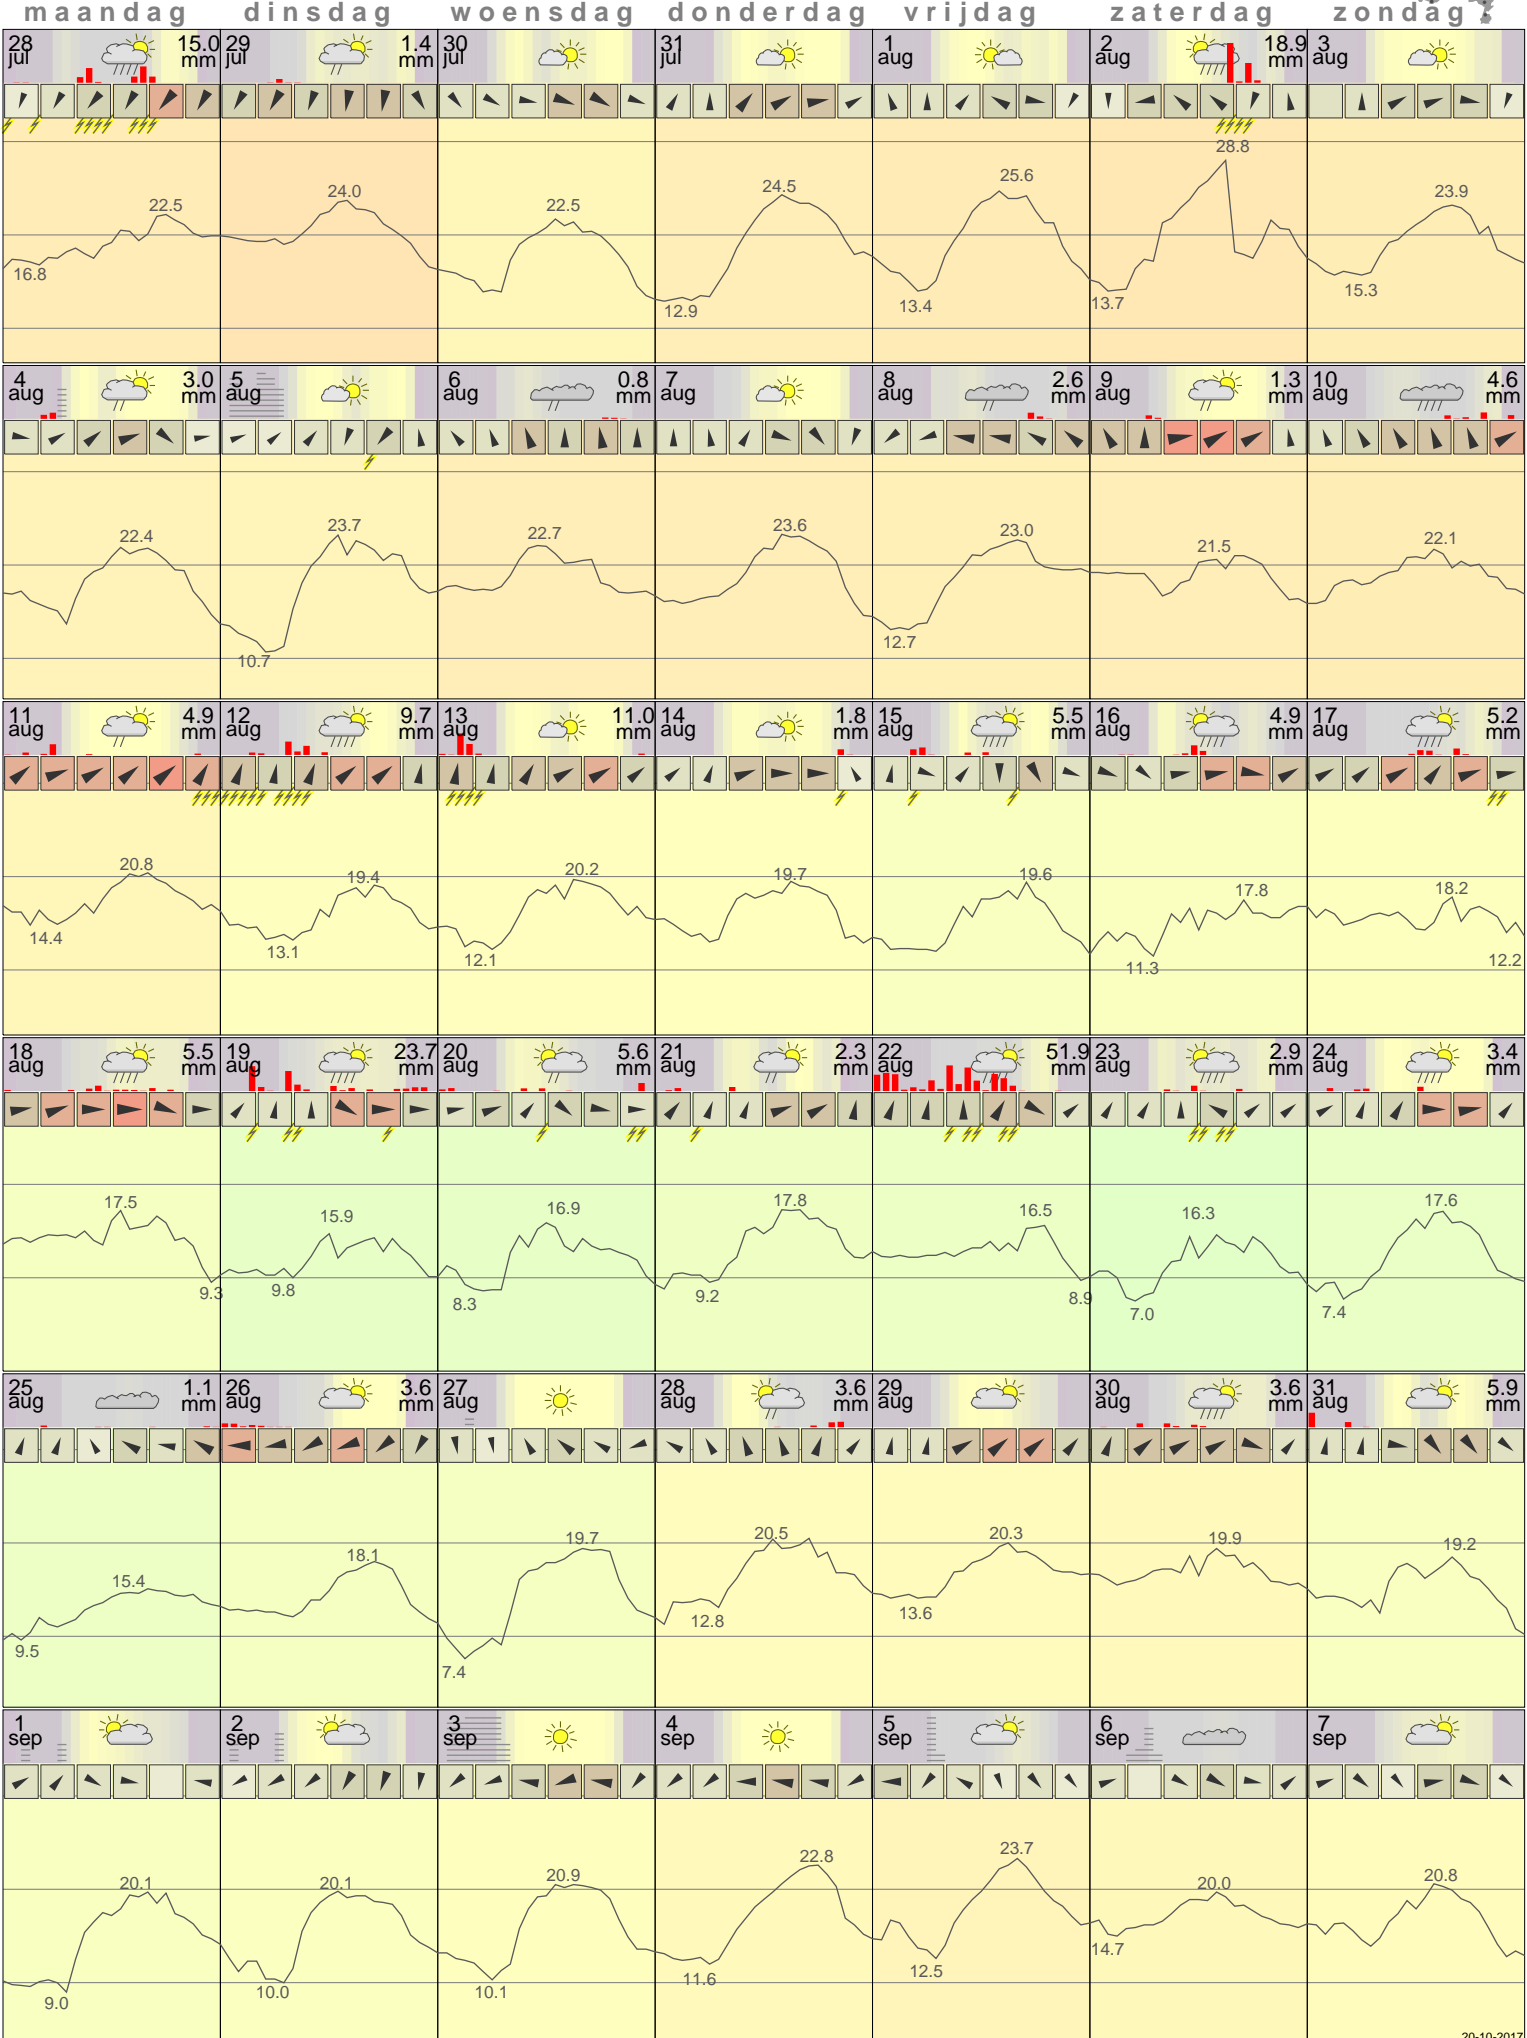 maandag dinsdag woensdag donderdag vrijdag zaterdag zondag
28 15.0 29 1.4 30 31 1 2 18.9 3
jul mm jul mm jul jul aug aug mm aug
28.8
22.5 24.0 22.5 24.5 25.6 23.9
16.8 12.9 13.4 13.7 15.3
4 3.0 5 6 0.8 7 8 2.6 9 1.3 10 4.6
aug mm aug aug mm aug aug mm aug mm aug mm
22.4 23.7 22.7 23.6 23.0 21.5 22.1
10.7 12.7
11 4.9 12 9.7 13 11.0 14 1.8 15 5.5 16 4.9 17 5.2
aug mm aug mm aug mm aug mm aug mm aug mm aug mm
20.8 19.4 20.2 19.7 19.6 17.8 18.2
14.4 13.1 12.1 11.3 12.2
18 5.5 19 23.7 20 5.6 21 2.3 22 51.9 23 2.9 24 3.4
aug mm aug mm aug mm aug mm aug mm aug mm aug mm
17.5 15.9 16.9 17.8 16.5 16.3 17.6
9.3 9.8 8.3 9.2 8.9 7.0 7.4
25 1.1 26 3.6 27 28 3.6 29 30 3.6 31 5.9
aug mm aug mm aug aug mm aug aug mm aug mm
15.4 18.1 19.7 20.5 20.3 19.9 19.2
9.5 7.4 12.8 13.6
1 2 3 4 5 6 7
sep sep sep sep sep sep sep
20.1 20.1 20.9 22.8 23.7 20.0 20.8
9.0 10.0 10.1 11.6 12.5 14.7
20-10-2017